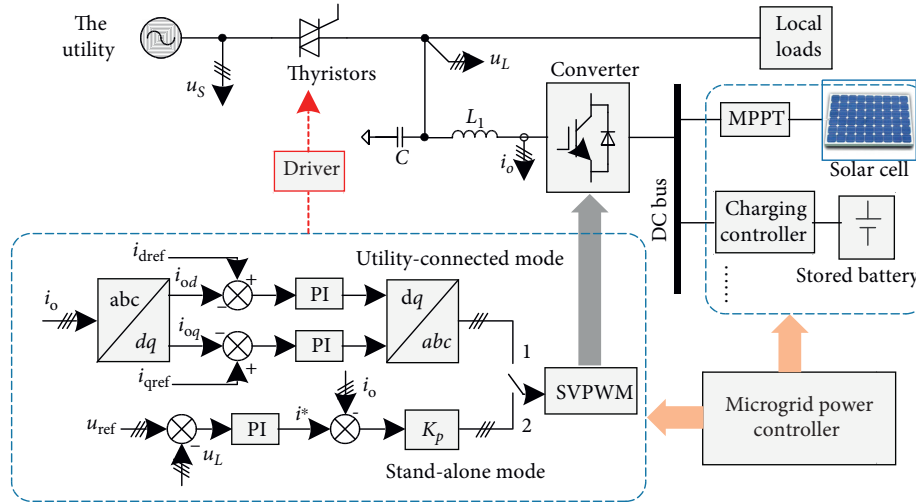 The
utility
u_S
Thyristors
u_L
Local
loads
Converter
L_1
C
i_o
MPPT
Solar cell
Driver
DC bus
Charging
controller
Stored battery
......
i_dref
Utility-connected mode
i_o
abc
dq
i_od
+
−
PI
dq
abc
i_oq
−
+
PI
i_qref
1
2
i_o
-
SVPWM
Microgrid power
controller
u_ref
−
u_L
PI
i*
K_p
Stand-alone mode